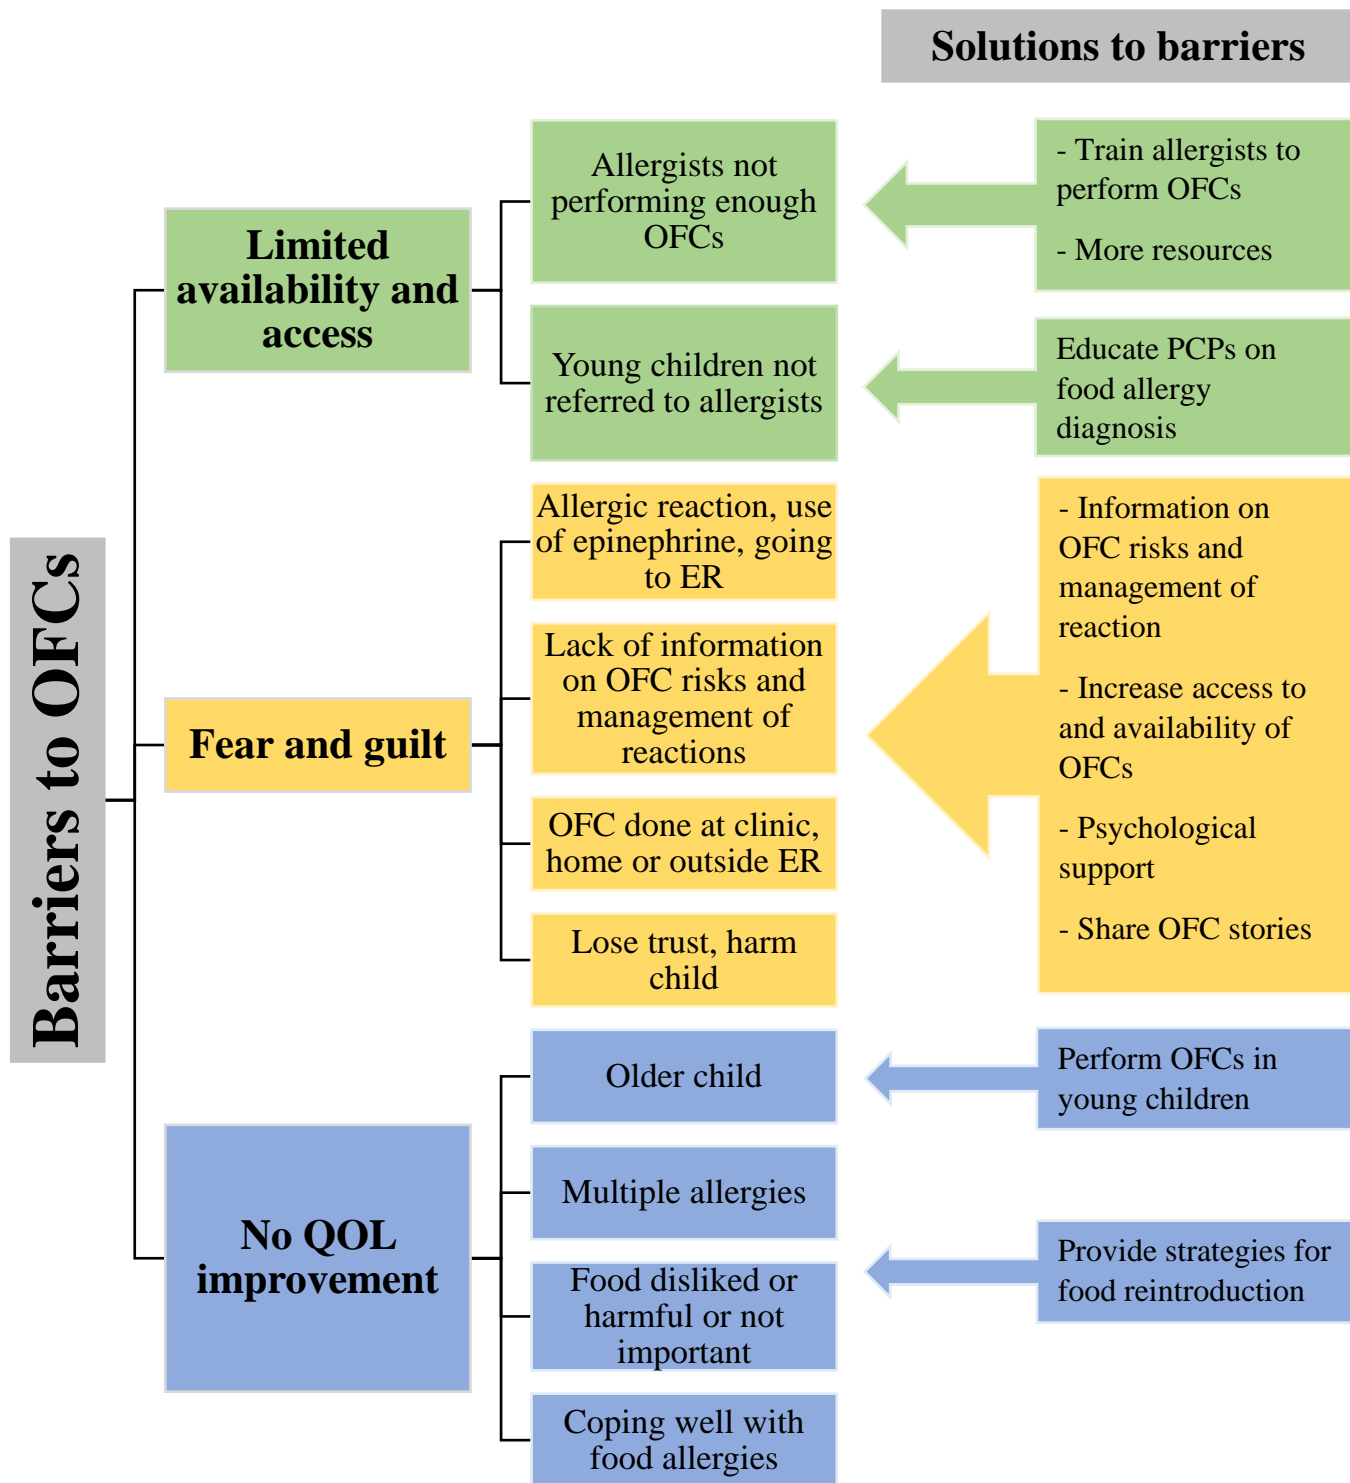 Solutions to barriers
Barriers to OFCs
Limited
availability and
access
Allergists not
performing enough
OFCs
- Train allergists to
perform OFCs
- More resources
Young children not
referred to allergists
Educate PCPs on
food allergy
diagnosis
Fear and guilt
Allergic reaction, use
of epinephrine, going
to ER
Lack of information
on OFC risks and
management of
reactions
OFC done at clinic,
home or outside ER
Lose trust, harm
child
- Information on
OFC risks and
management of
reaction
- Increase access to
and availability of
OFCs
- Psychological
support
- Share OFC stories
No QOL
improvement
Older child
Perform OFCs in
young children
Multiple allergies
Food disliked or
harmful or not
important
Provide strategies for
food reintroduction
Coping well with
food allergies